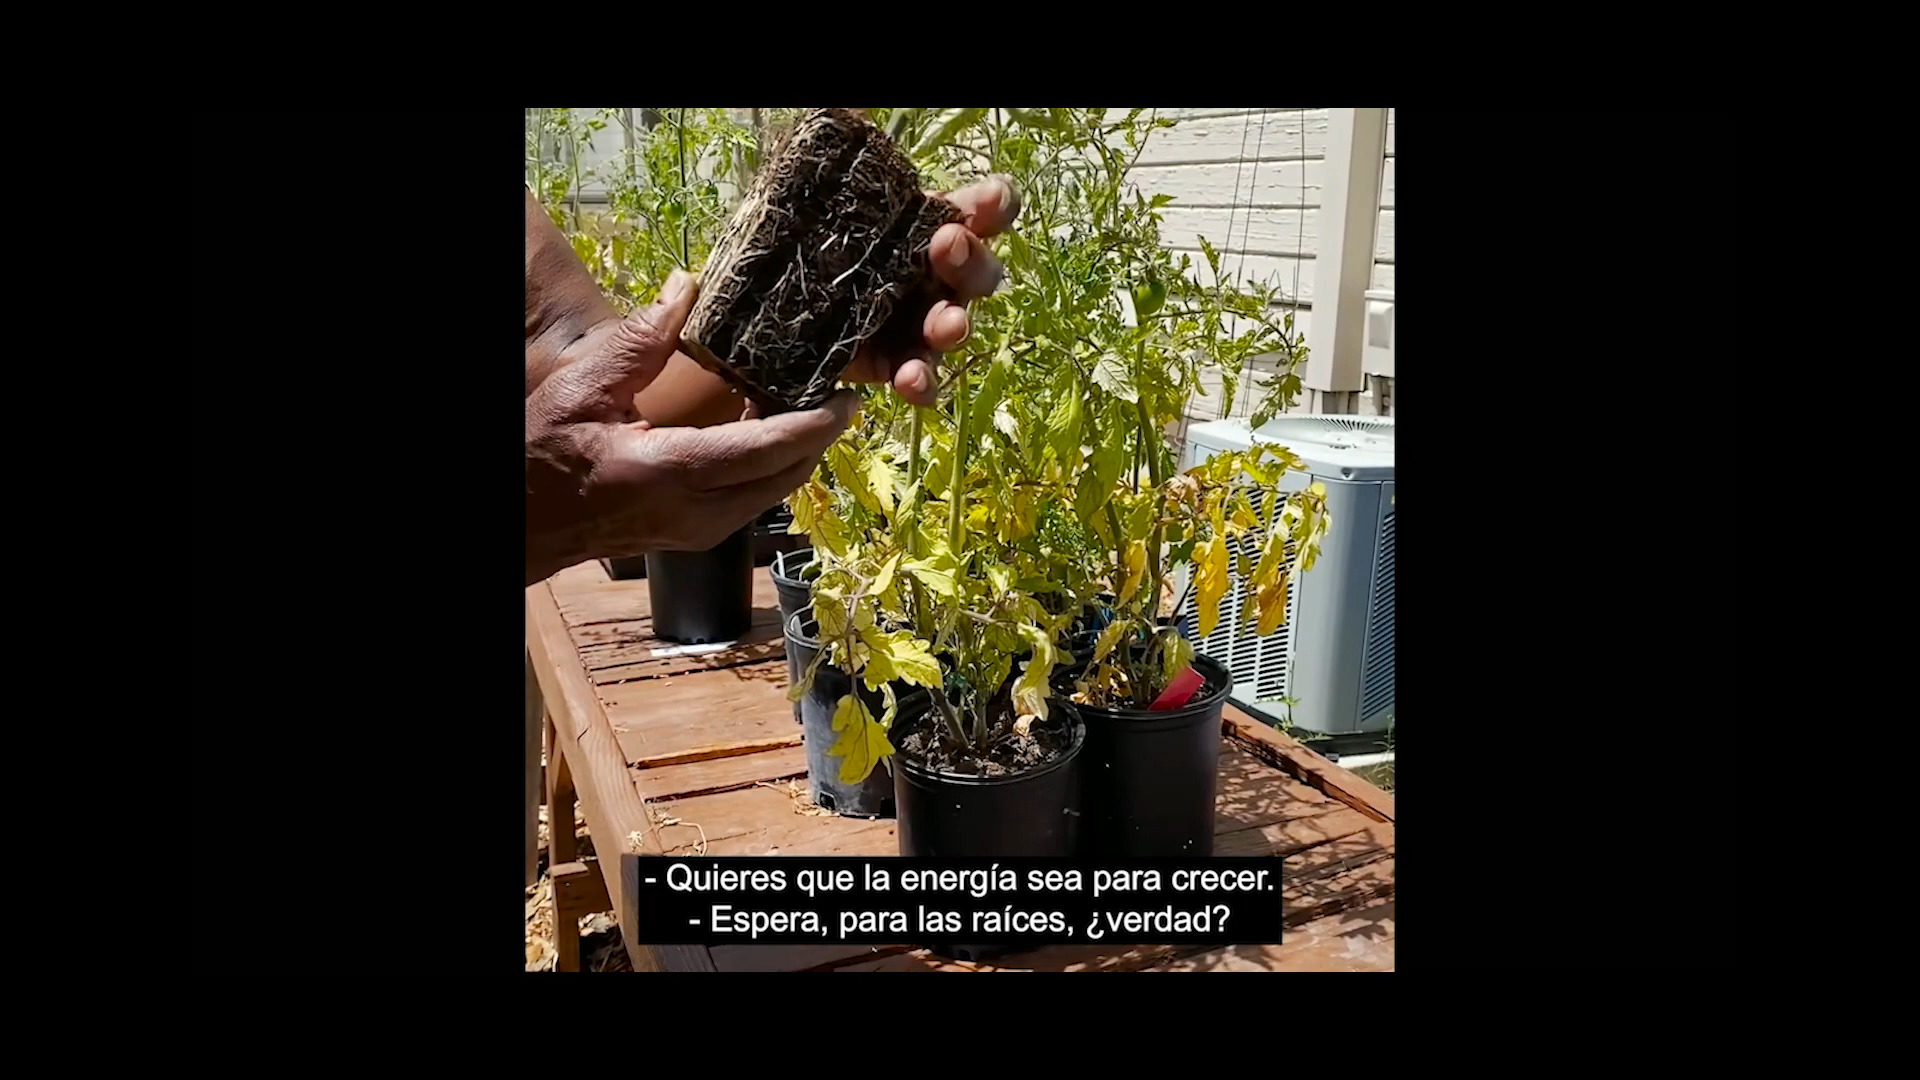 - Quieres que la energía sea para crecer.
- Espera, para las raíces, ¿verdad?